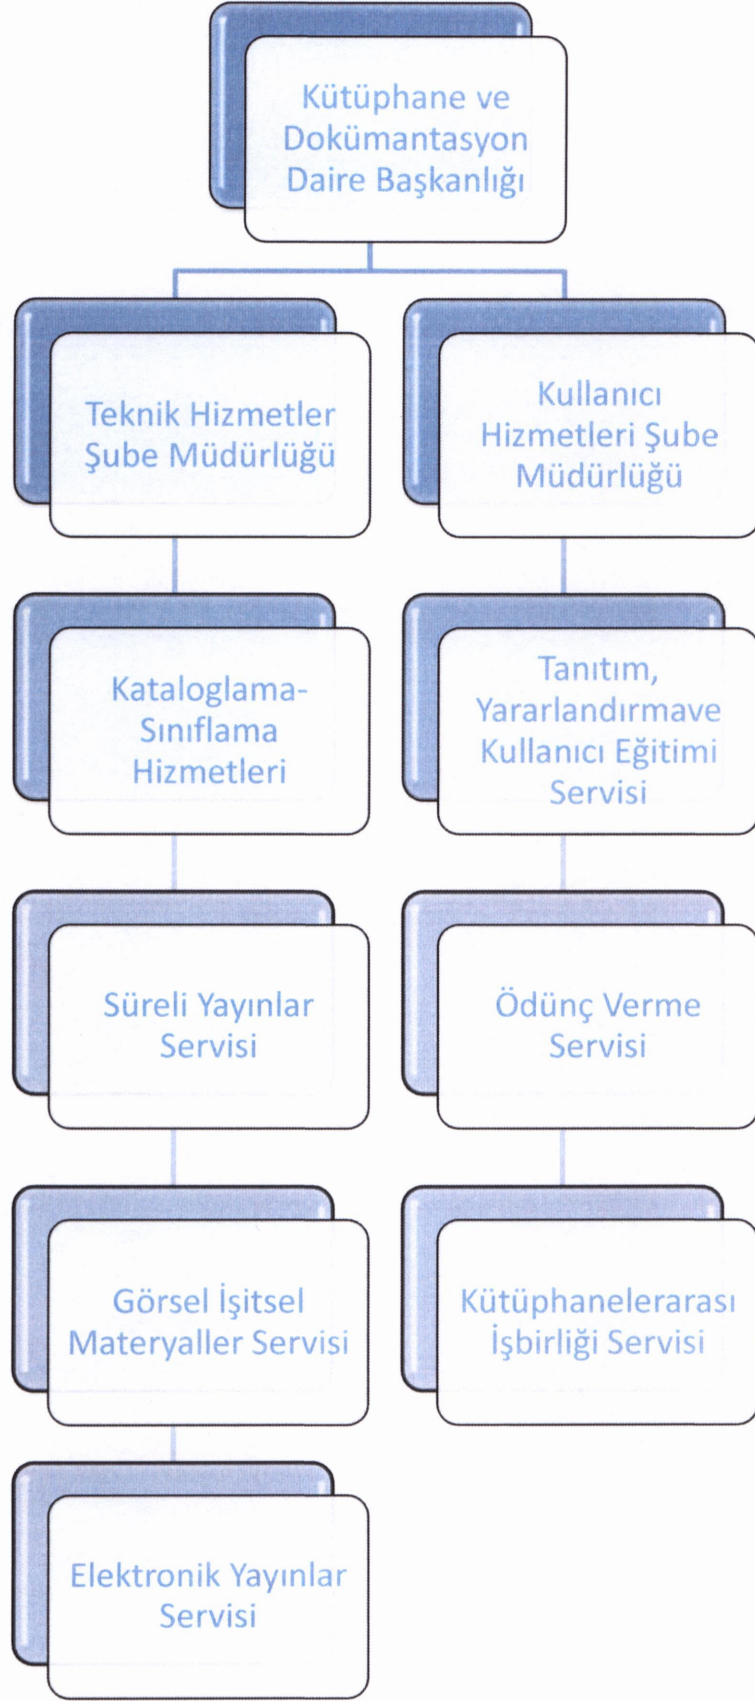 Kütüphane ve
Dokümantasyon
Daire Başkanlığı
Teknik Hizmetler
Şube Müdürlüğü
Kullanıcı
Hizmetleri Şube
Müdürlüğü
Kataloglama-
Sınıflama
Hizmetleri
Tanıtım,
Yararlandırmave
Kullanıcı Eğitimi
Servisi
Süreli Yayınlar
Servisi
Ödünç Verme
Servisi
Görsel İşitsel
Materyaller Servisi
Kütüphanelerarası
İşbirliği Servisi
Elektronik Yayınlar
Servisi